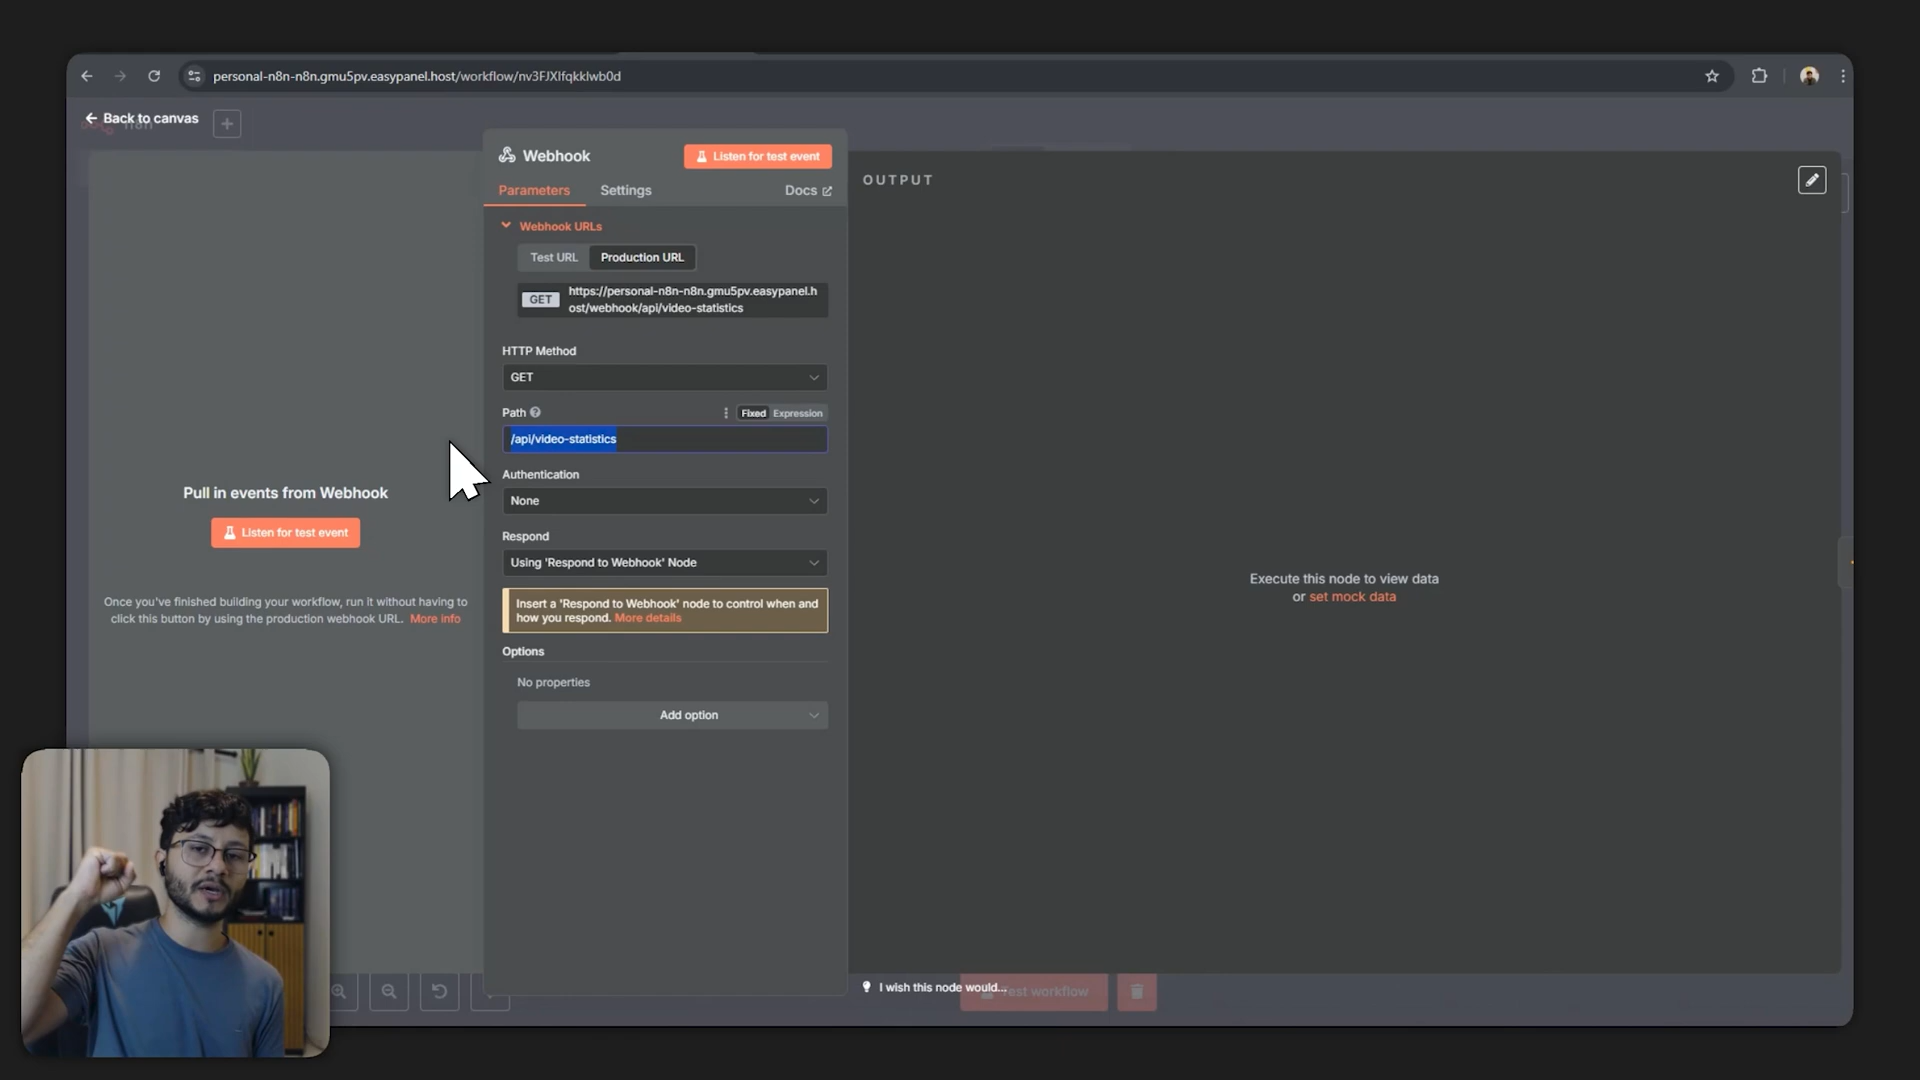 personal-n8n-n8n.gmu5pv.easypanel.host/workflow/nv3FJXlfqkklwb0d
Back to canvas
n8n
Webhook
Listen for test event
Parameters
Settings
Docs
OUTPUT
Webhook URLs
Test URL
Production URL
GET
https://personal-n8n-n8n.gmu5pv.easypanel.h
ost/webhook/api/video-statistics
HTTP Method
GET
Path
Fixed
Expression
/api/video-statistics
Authentication
None
Pull in events from Webhook
Listen for test event
Once you've finished building your workflow, run it without having to
click this button by using the production webhook URL. More info
Respond
Using 'Respond to Webhook' Node
Insert a 'Respond to Webhook' node to control when and
how you respond. More details
Options
No properties
Add option
Execute this node to view data
or set mock data
I wish this node would...
Test workflow